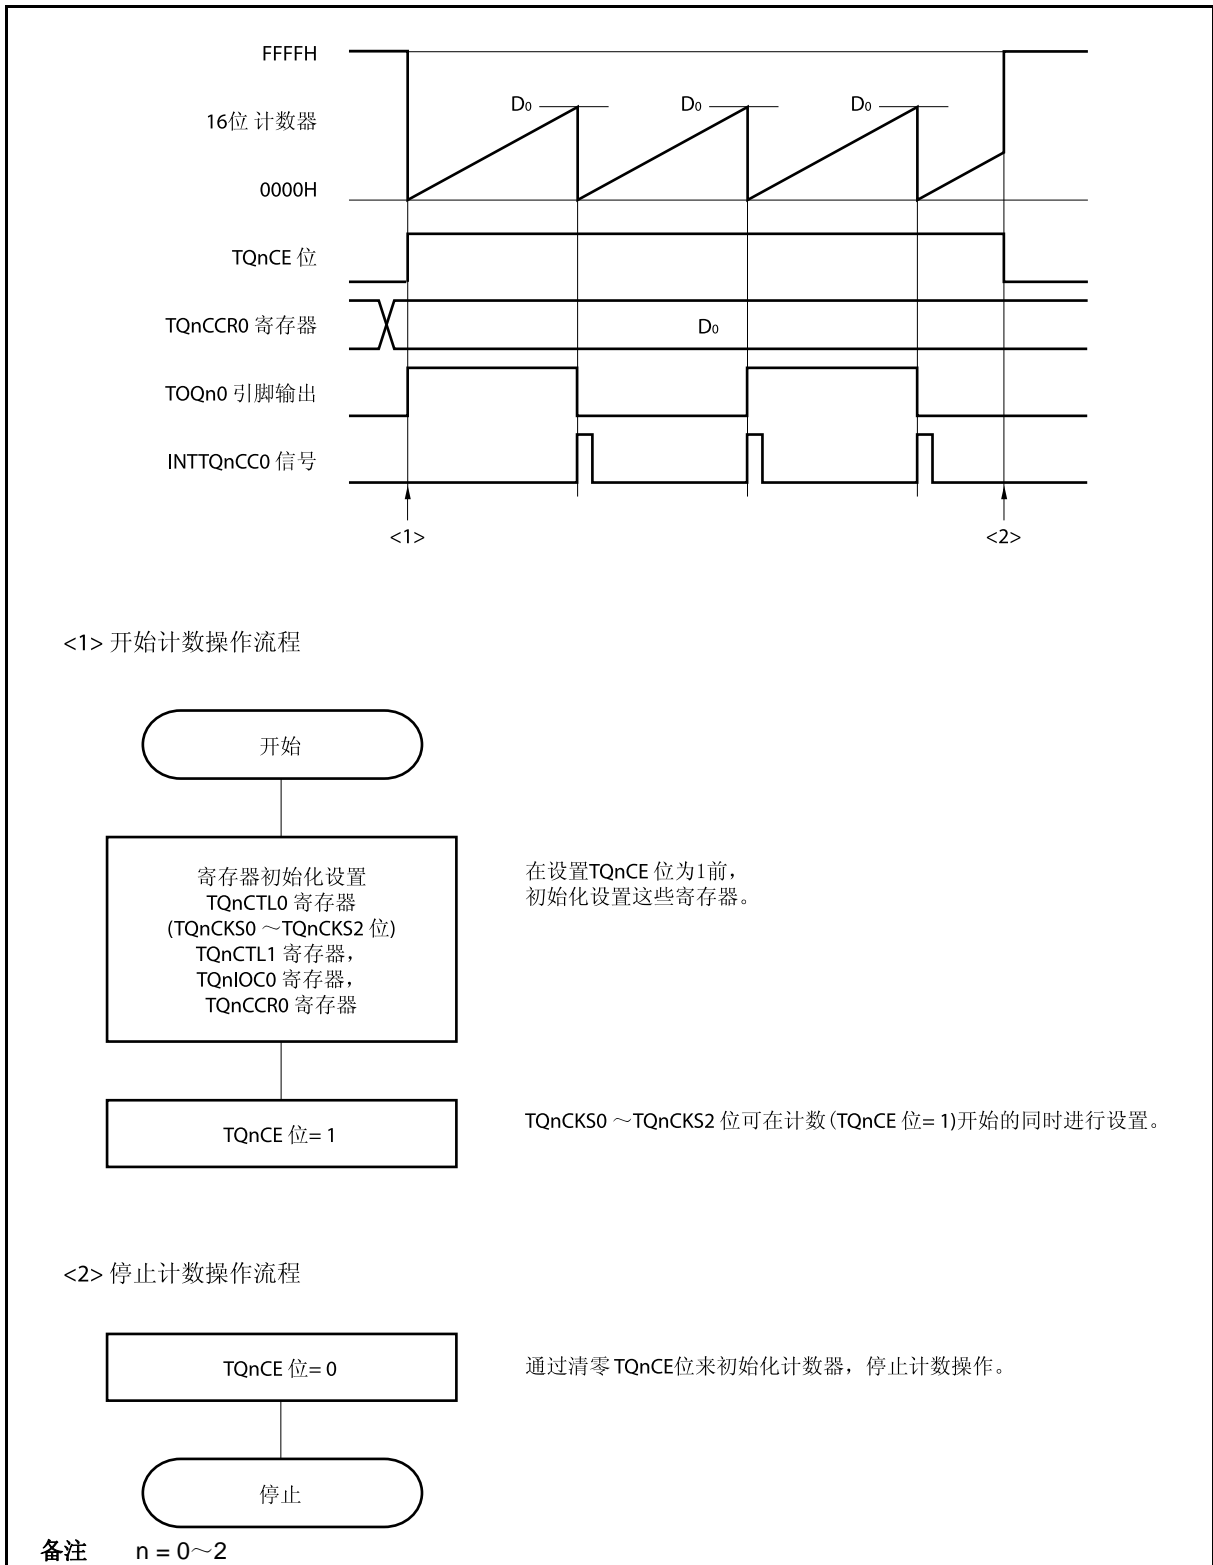 FFFFH
D0 D0 D0
16位 计数器
0000H
TQnCE 位
TQnCCR0 寄存器 D0
TOQn0 引脚输出
INTTQnCC0 信号
<1> <2>
<1> 开始计数操作流程
开始
寄存器初始化设置
TQnCTL0 寄存器
(TQnCKS0 ～TQnCKS2 位)
TQnCTL1 寄存器，
TQnIOC0 寄存器，
TQnCCR0 寄存器
在设置TQnCE 位为1前，
初始化设置这些寄存器。
TQnCE 位= 1
TQnCKS0 ～TQnCKS2 位可在计数(TQnCE 位= 1)开始的同时进行设置。
<2> 停止计数操作流程
TQnCE 位= 0
通过清零 TQnCE位来初始化计数器，停止计数操作。
停止
备注 n = 0～2